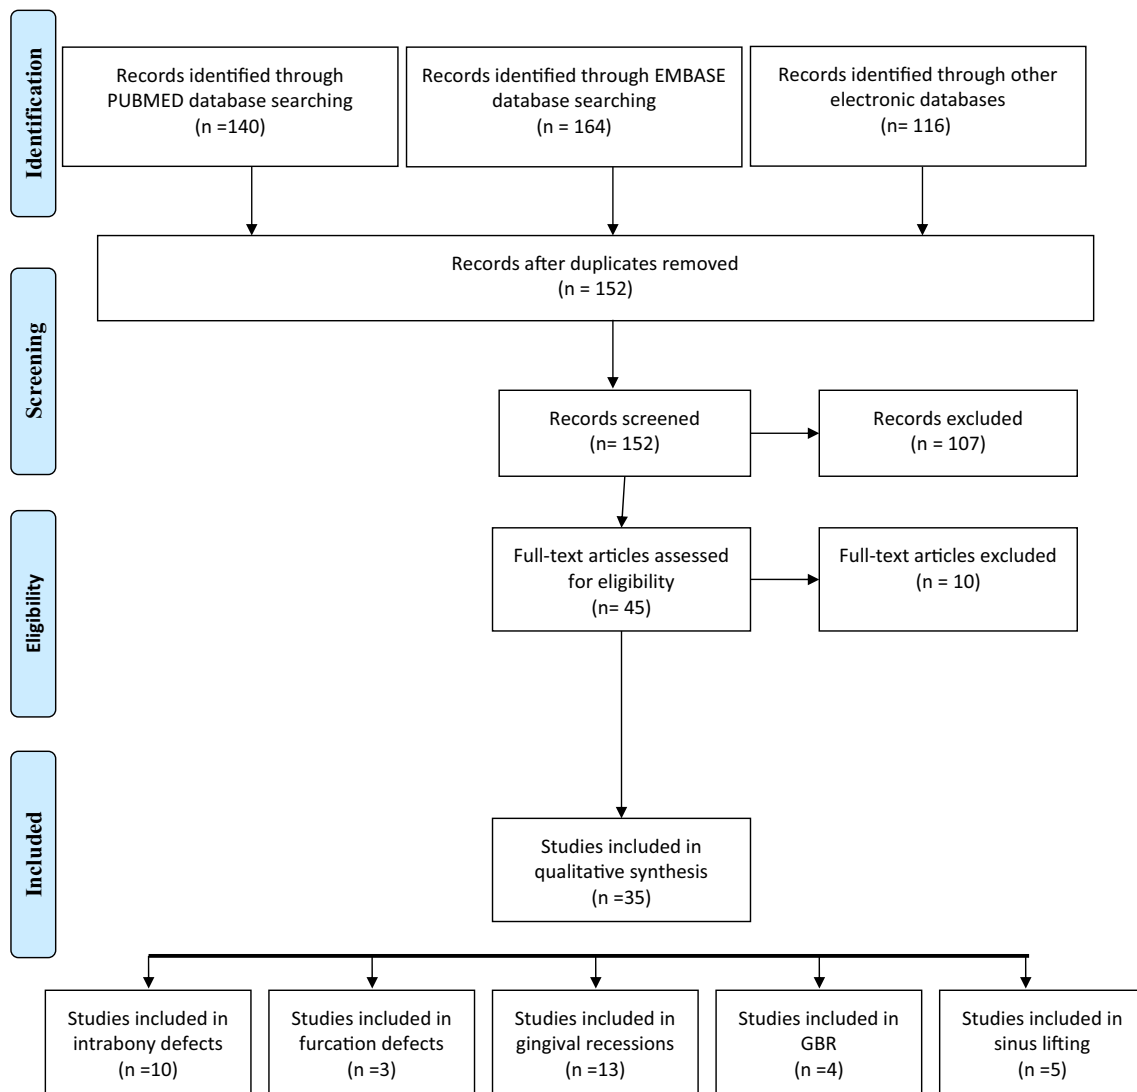 Identification
Records identified through
PUBMED database searching
(n =140)
Records identified through EMBASE
database searching
(n = 164)
Records identified through other
electronic databases
(n= 116)
Records after duplicates removed
(n = 152)
Screening
Records screened
(n= 152)
Records excluded
(n = 107)
Eligibility
Full-text articles assessed
for eligibility
(n= 45)
Full-text articles excluded
(n = 10)
Included
Studies included in
qualitative synthesis
(n =35)
Studies included in
intrabony defects
(n =10)
Studies included in
furcation defects
(n =3)
Studies included in
gingival recessions
(n =13)
Studies included in
GBR
(n =4)
Studies included in
sinus lifting
(n =5)